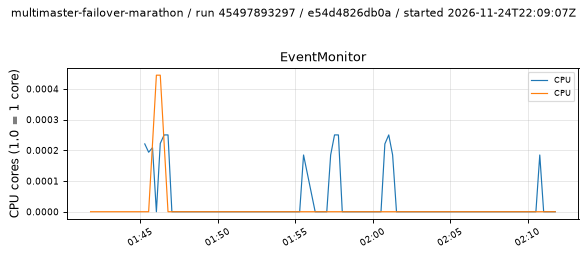 multimaster-failover-marathon / run 45497893297 / e54d4826db0a / started 2026-11-24T22:09:07Z
EventMonitor
CPU cores (1.0 = 1 core)
0.0004
0.0003
0.0002
0.0001
0.0000
CPU
CPU
01:45
01:50
01:55
02:00
02:05
02:10